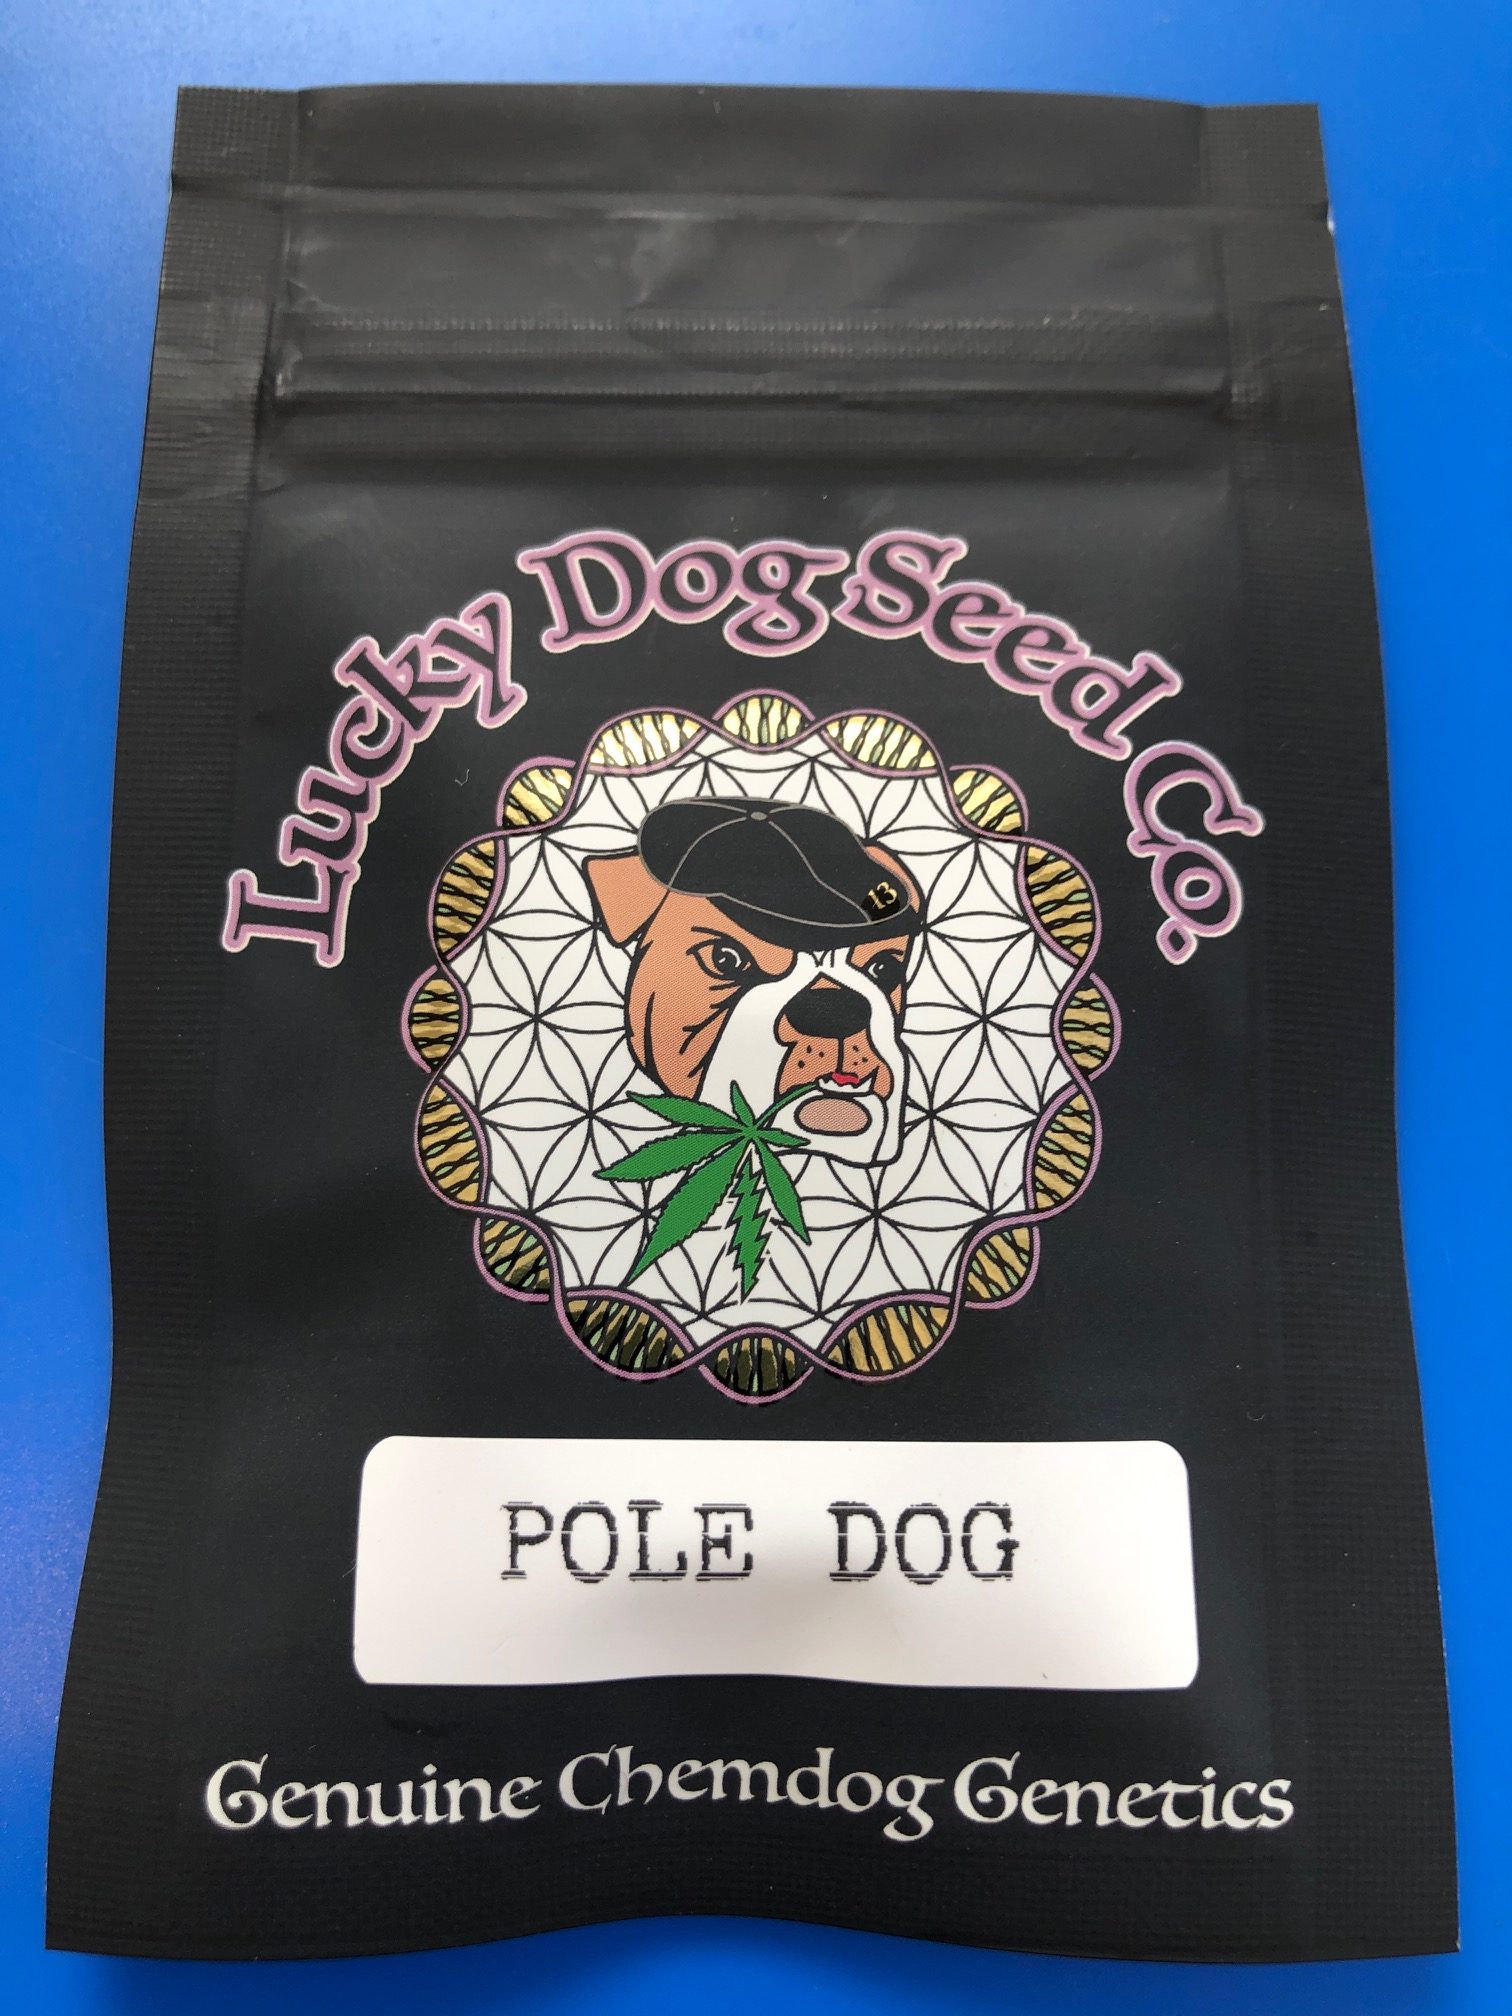 Lucky Dog Seed Co.
13
POLE DOG
Genuine Chemdog Genetics